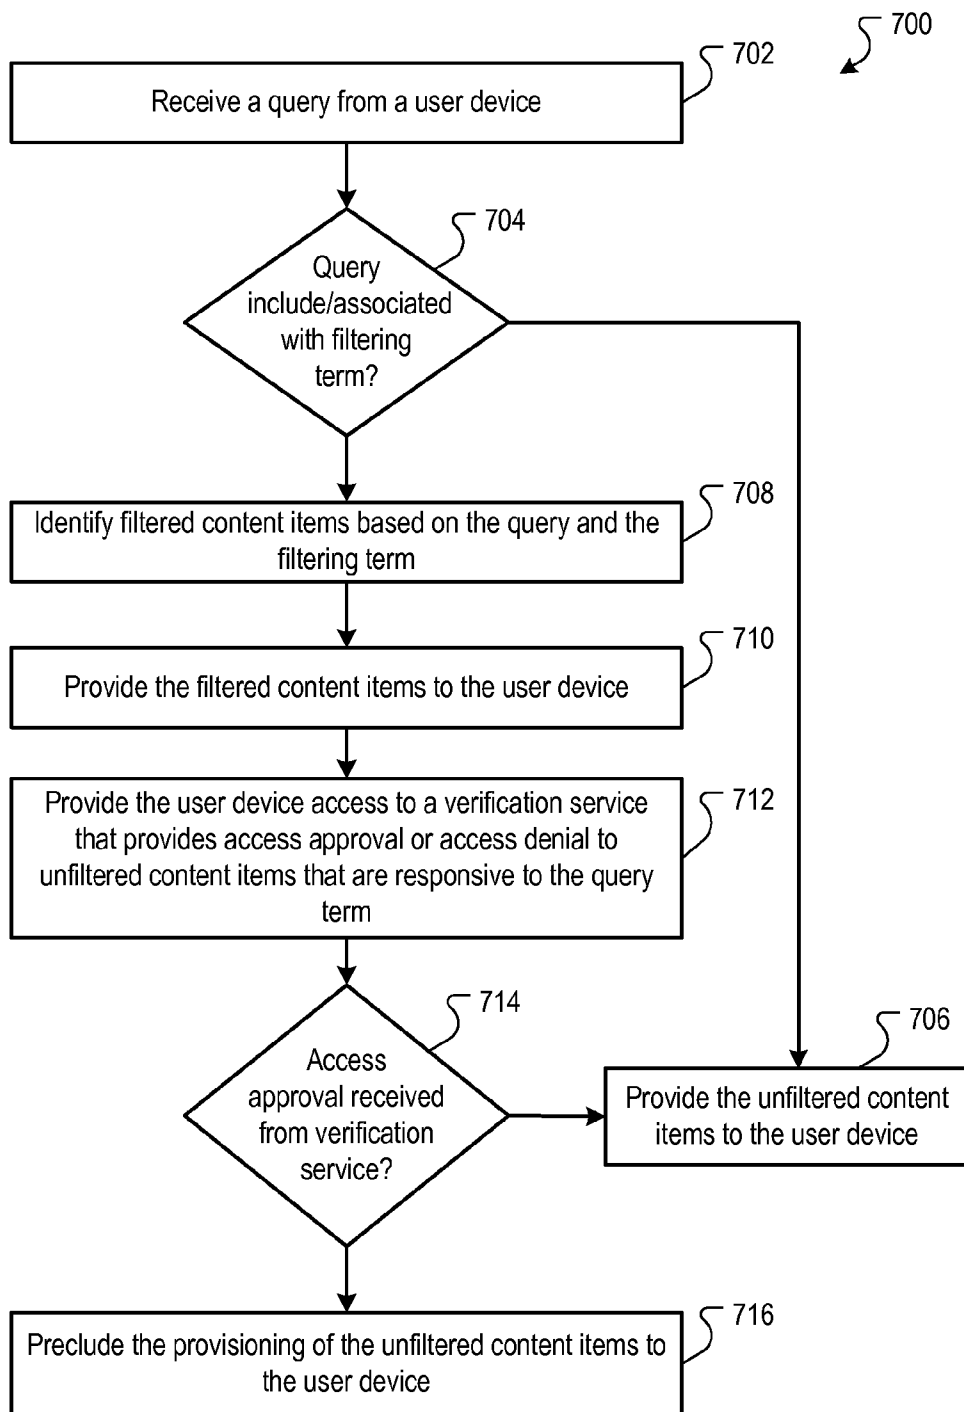 700
702
Receive a query from a user device
704
Query
include/associated
with filtering
term?
708
Identify filtered content items based on the query and the
filtering term
710
Provide the filtered content items to the user device
712
Provide the user device access to a verification service
that provides access approval or access denial to
unfiltered content items that are responsive to the query
term
714
Access
approval received
from verification
service?
706
Provide the unfiltered content
items to the user device
716
Preclude the provisioning of the unfiltered content items to
the user device